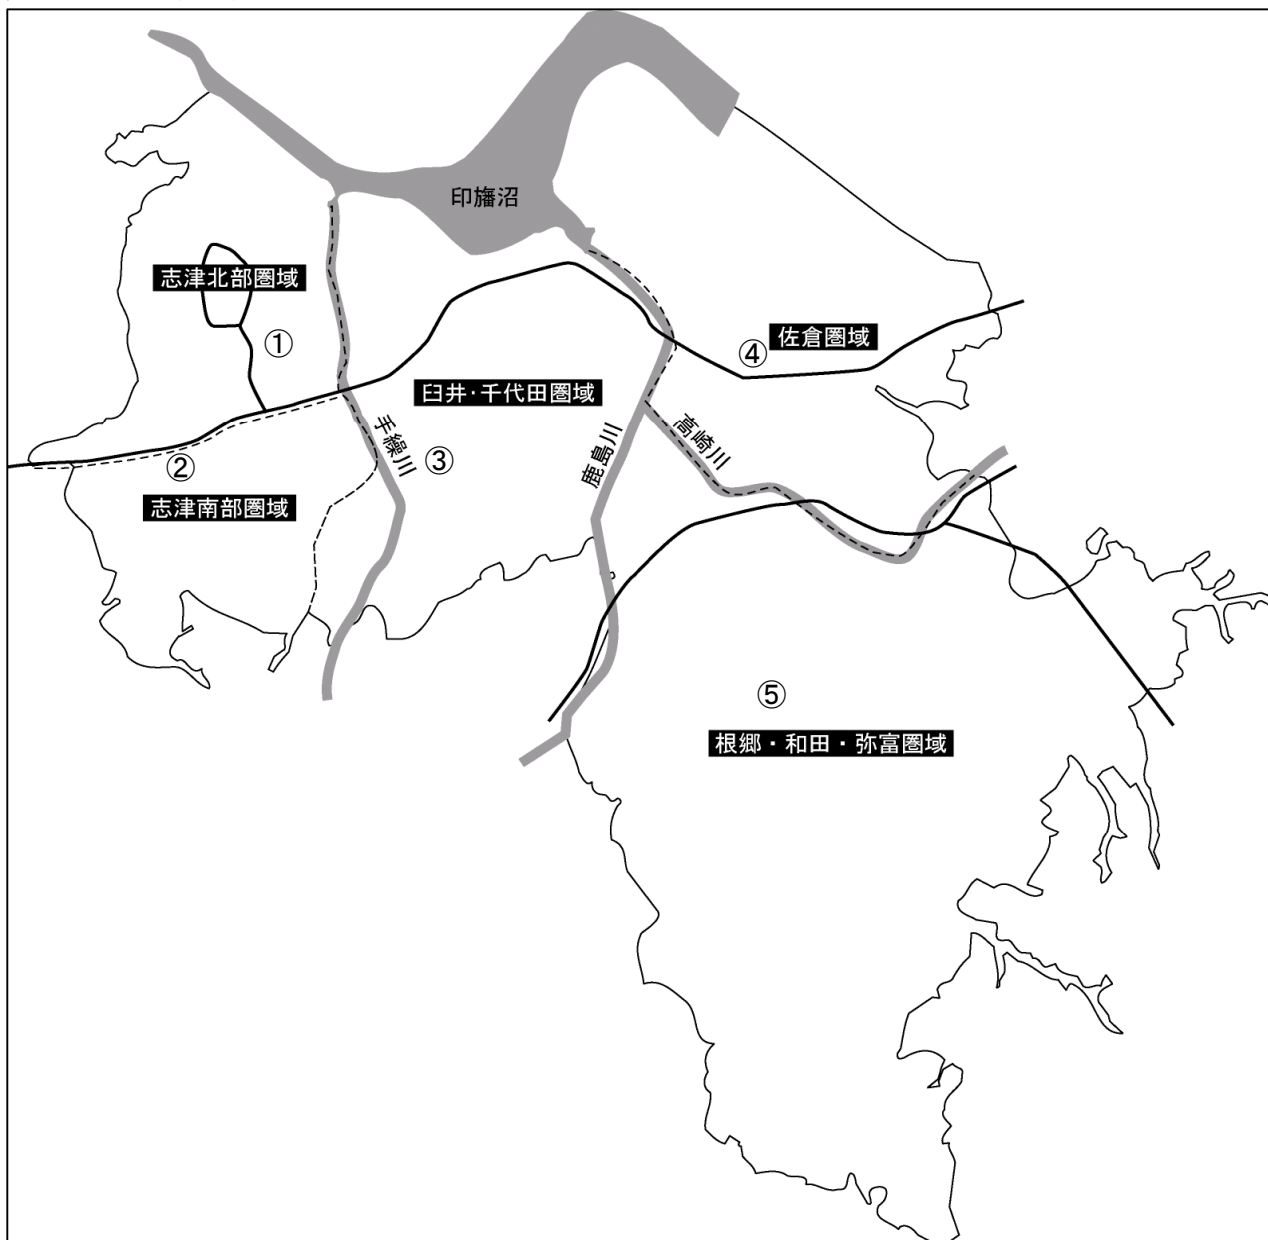 印旛沼
志津北部圏域
①
佐倉圏域
④
臼井・千代田圏域
手繰川
③
鹿島川
高崎川
②
志津南部圏域
⑤
根郷・和田・弥富圏域